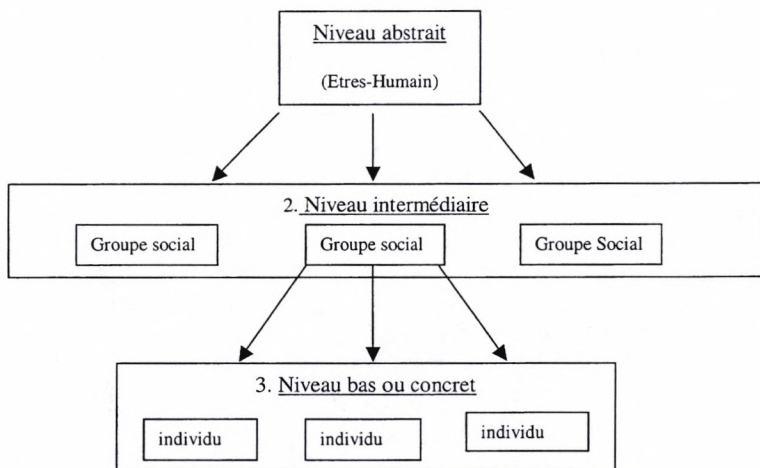 Niveau abstrait
(Etres-Humain)
2. Niveau intermédiaire
Groupe social
Groupe social
Groupe Social
3. Niveau bas ou concret
individu
individu
individu